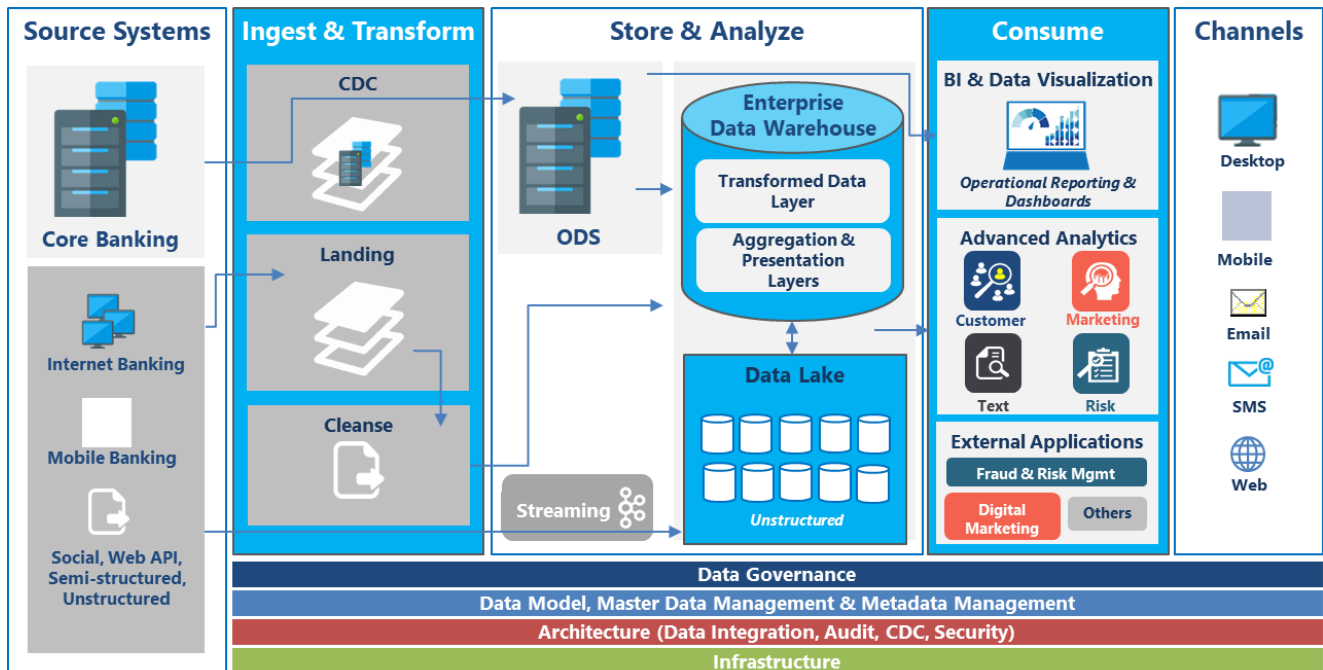 Source Systems
Core Banking
Internet Banking
Mobile Banking
Social, Web API,
Semi-structured,
Unstructured
Ingest & Transform
CDC
Landing
Cleanse
Store & Analyze
ODS
Enterprise
Data Warehouse
Transformed Data
Layer
Aggregation &
Presentation
Layers
Data Lake
Unstructured
Streaming
Consume
BI & Data Visualization
Operational Reporting &
Dashboards
Advanced Analytics
Customer
Marketing
Text
Risk
External Applications
Fraud & Risk Mgmt
Digital
Marketing
Others
Channels
Desktop
Mobile
Email
@
SMS
Web
Data Governance
Data Model, Master Data Management & Metadata Management
Architecture (Data Integration, Audit, CDC, Security)
Infrastructure